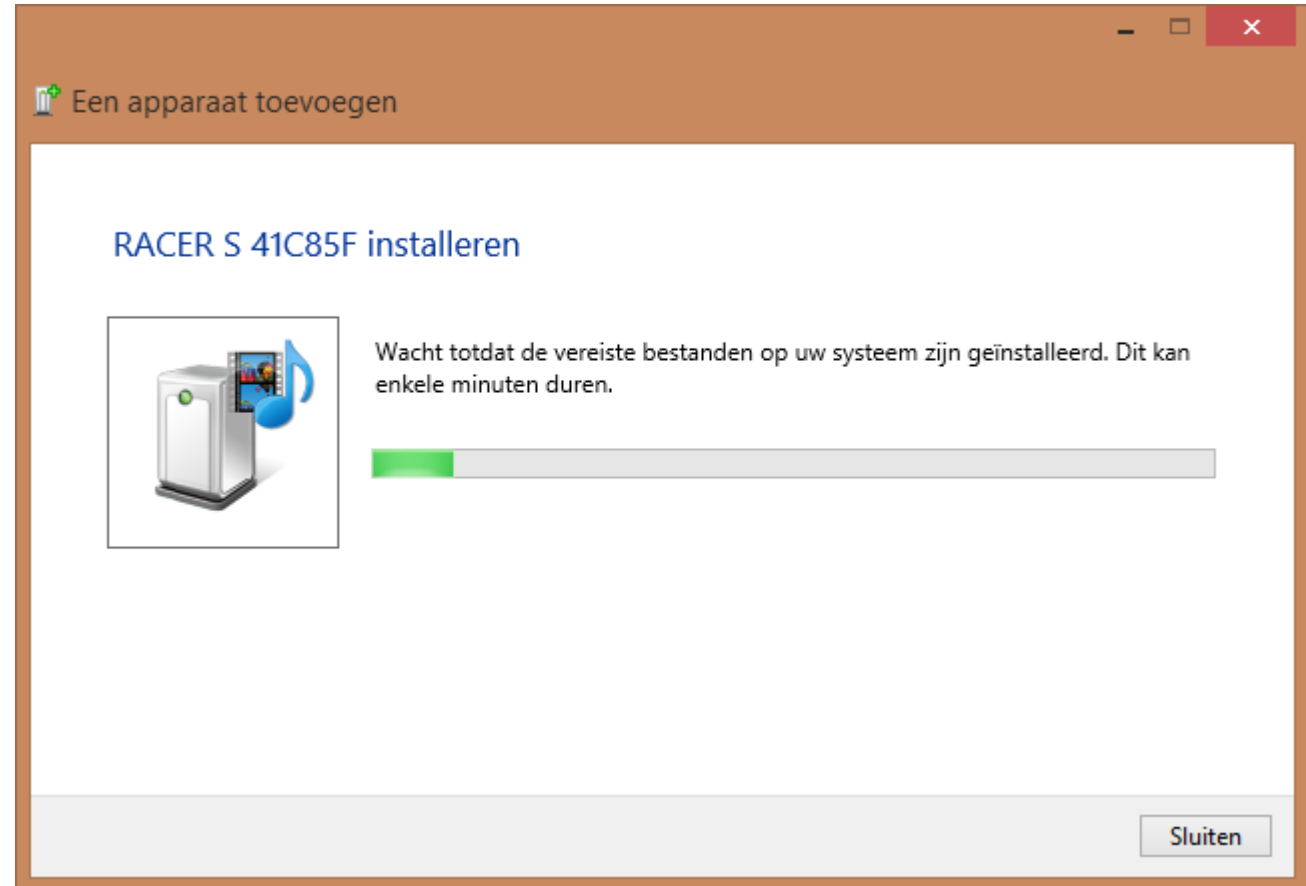 Een apparaat toevoegen
RACER S 41C85F installeren
Wacht totdat de vereiste bestanden op uw systeem zijn geïnstalleerd. Dit kan
enkele minuten duren.
Sluiten